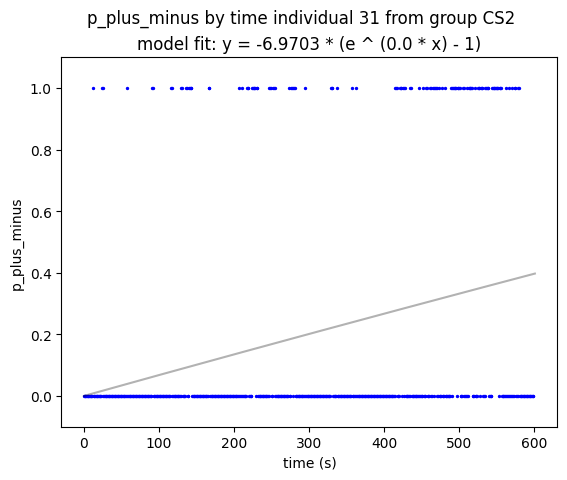 p_plus_minus by time individual 31 from group CS2
model fit: y = -6.9703 * (e ^ (0.0 * x) - 1)
1.0
0.8
0.6
0.4
0.2
0.0
p_plus_minus
0 100 200 300 400 500 600
time (s)